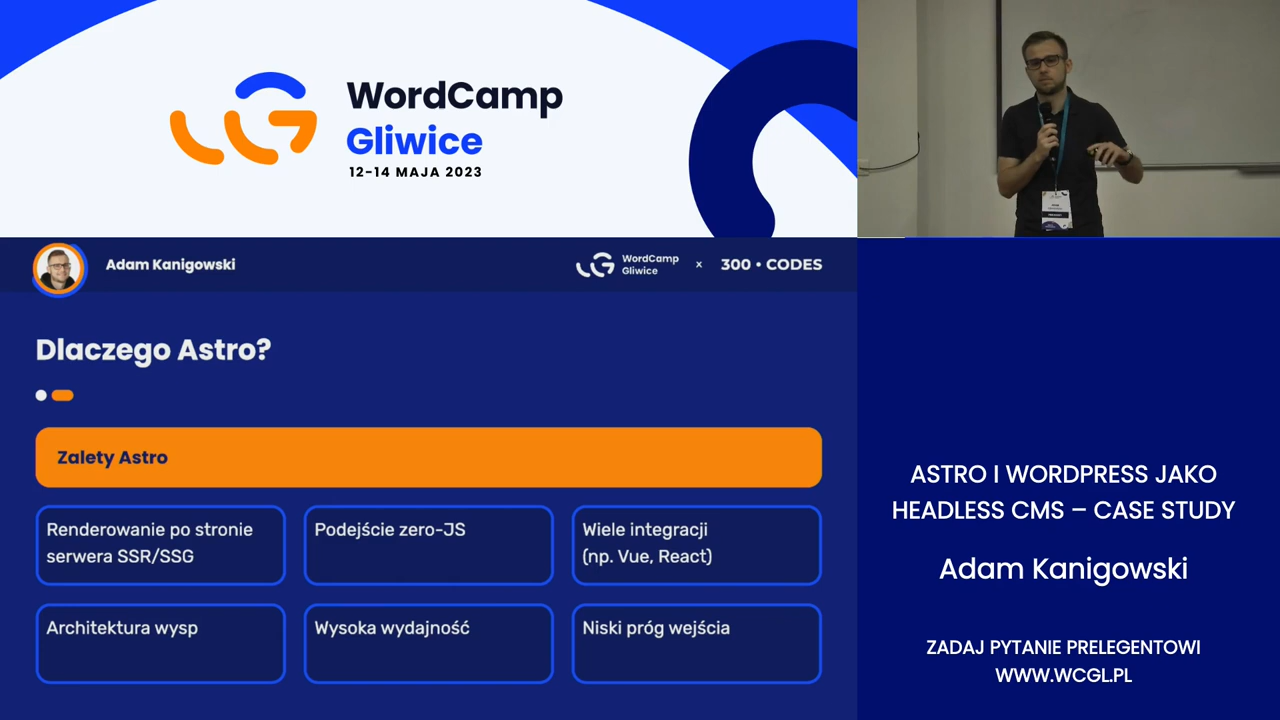 WordCamp
Gliwice
12-14 MAJA 2023
Adam Kanigowski
WordCamp
Gliwice
x
300 • CODES
Dlaczego Astro?
Zalety Astro
Renderowanie po stronie
serwera SSR/SSG
Podejście zero-JS
Wiele integracji
(np. Vue, React)
Architektura wysp
Wysoka wydajność
Niski próg wejścia
ASTRO I WORDPRESS JAKO
HEADLESS CMS – CASE STUDY
Adam Kanigowski
ZADAJ PYTANIE PRELEGENTOWI
WWW.WCGL.PL